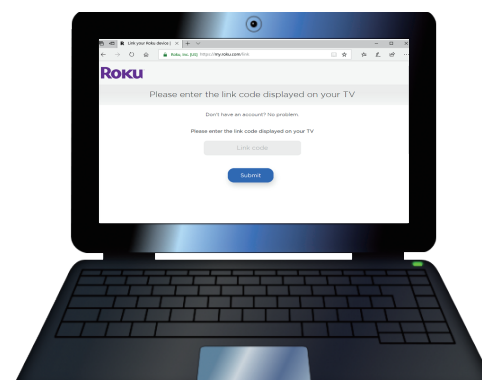 Link your Roku device |
Roku, Inc. [US] https://my.roku.com/link
ROKU
Please enter the link code displayed on your TV
Don't have an account? No problem.
Please enter the link code displayed on your TV
Link code
Submit